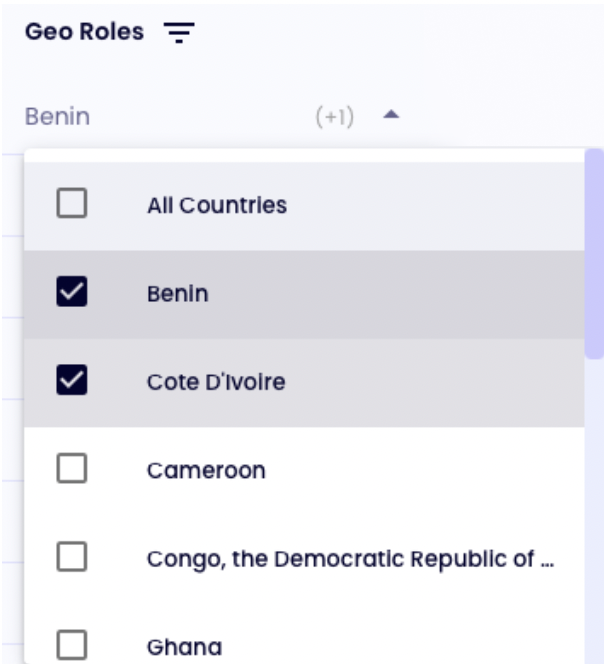 Geo Roles
Benin (+1)
All Countries
Benin
Cote D'Ivoire
Cameroon
Congo, the Democratic Republic of ...
Ghana